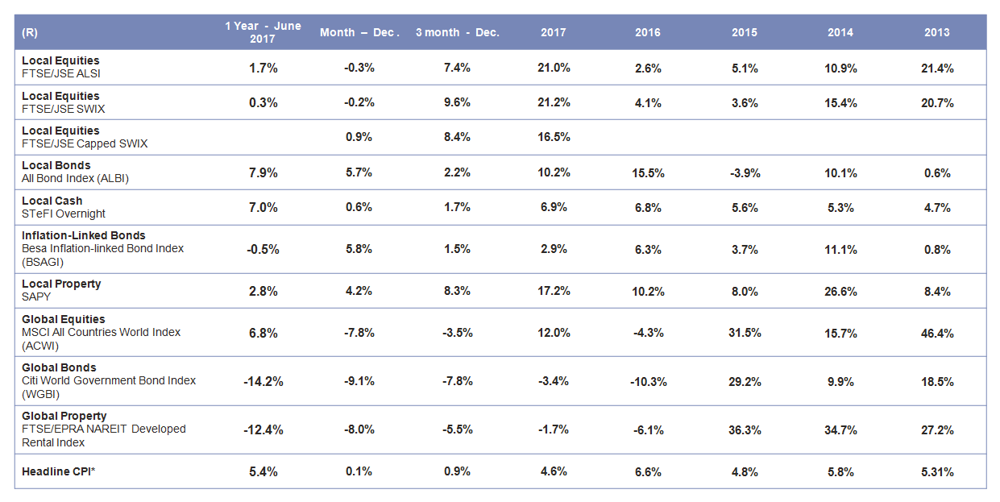 (R) 1 Year - June 2017 Month – Dec. 3 month - Dec. 2017 2016 2015 2014 2013
Local Equities
FTSE/JSE ALSI 1.7% -0.3% 7.4% 21.0% 2.6% 5.1% 10.9% 21.4%
Local Equities
FTSE/JSE SWIX 0.3% -0.2% 9.6% 21.2% 4.1% 3.6% 15.4% 20.7%
Local Equities
FTSE/JSE Capped SWIX 0.9% 8.4% 16.5%
Local Bonds
All Bond Index (ALBI) 7.9% 5.7% 2.2% 10.2% 15.5% -3.9% 10.1% 0.6%
Local Cash
STeFI Overnight 7.0% 0.6% 1.7% 6.9% 6.8% 5.6% 5.3% 4.7%
Inflation-Linked Bonds
Besa Inflation-linked Bond Index
(BSAGI) -0.5% 5.8% 1.5% 2.9% 6.3% 3.7% 11.1% 0.8%
Local Property
SAPY 2.8% 4.2% 8.3% 17.2% 10.2% 8.0% 26.6% 8.4%
Global Equities
MSCI All Countries World Index
(ACWI) 6.8% -7.8% -3.5% 12.0% -4.3% 31.5% 15.7% 46.4%
Global Bonds
Citi World Government Bond Index
(WGBI) -14.2% -9.1% -7.8% -3.4% -10.3% 29.2% 9.9% 18.5%
Global Property
FTSE/EPRA NAREIT Developed
Rental Index -12.4% -8.0% -5.5% -1.7% -6.1% 36.3% 34.7% 27.2%
Headline CPI* 5.4% 0.1% 0.9% 4.6% 6.6% 4.8% 5.8% 5.31%